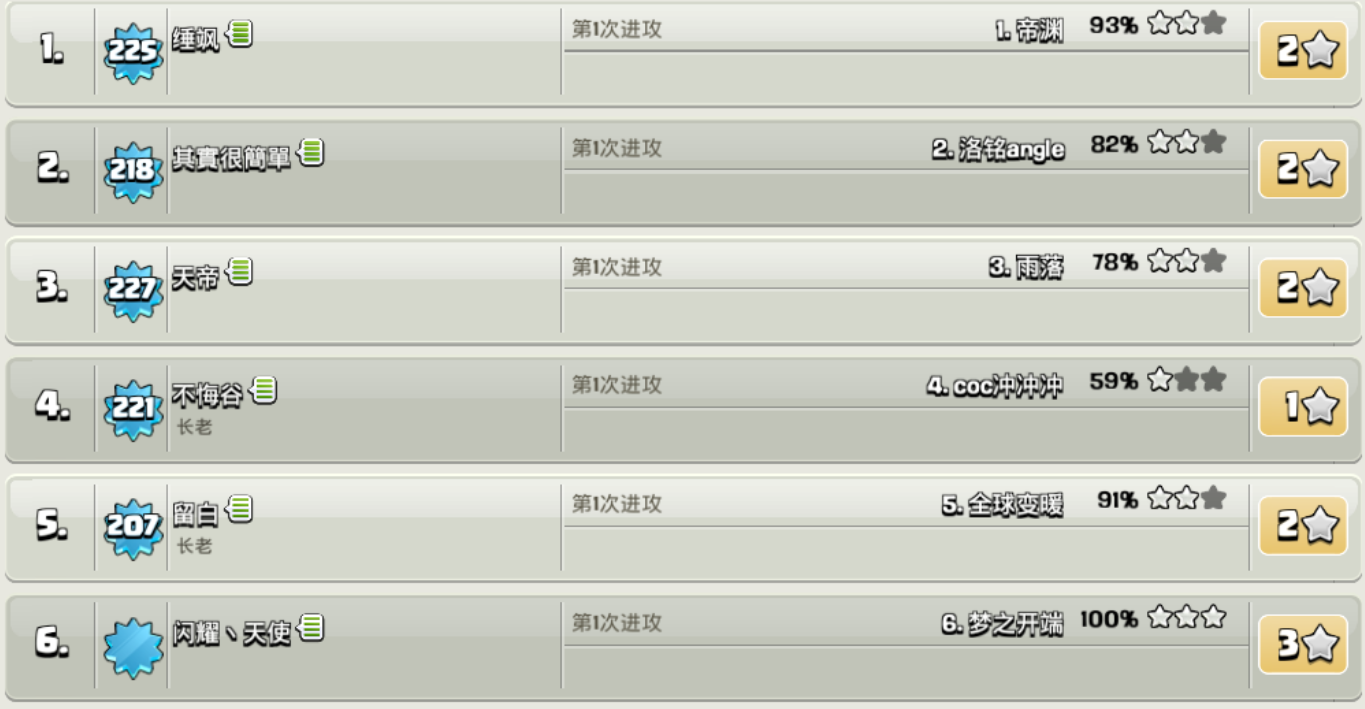 1. 225 缍飒 第1次进攻 1. 帝渊 93% 2
2. 218 其實很簡單 第1次进攻 2. 洛铭angle 82% 2
3. 227 天帝 第1次进攻 3. 雨落 78% 2
4. 221 不悔谷 第1次进攻 4. coc冲冲冲 59% 1
长老
5. 207 留白 第1次进攻 5. 全球变暖 91% 2
长老
6. 闪耀丶天使 第1次进攻 6. 梦之开端 100% 3